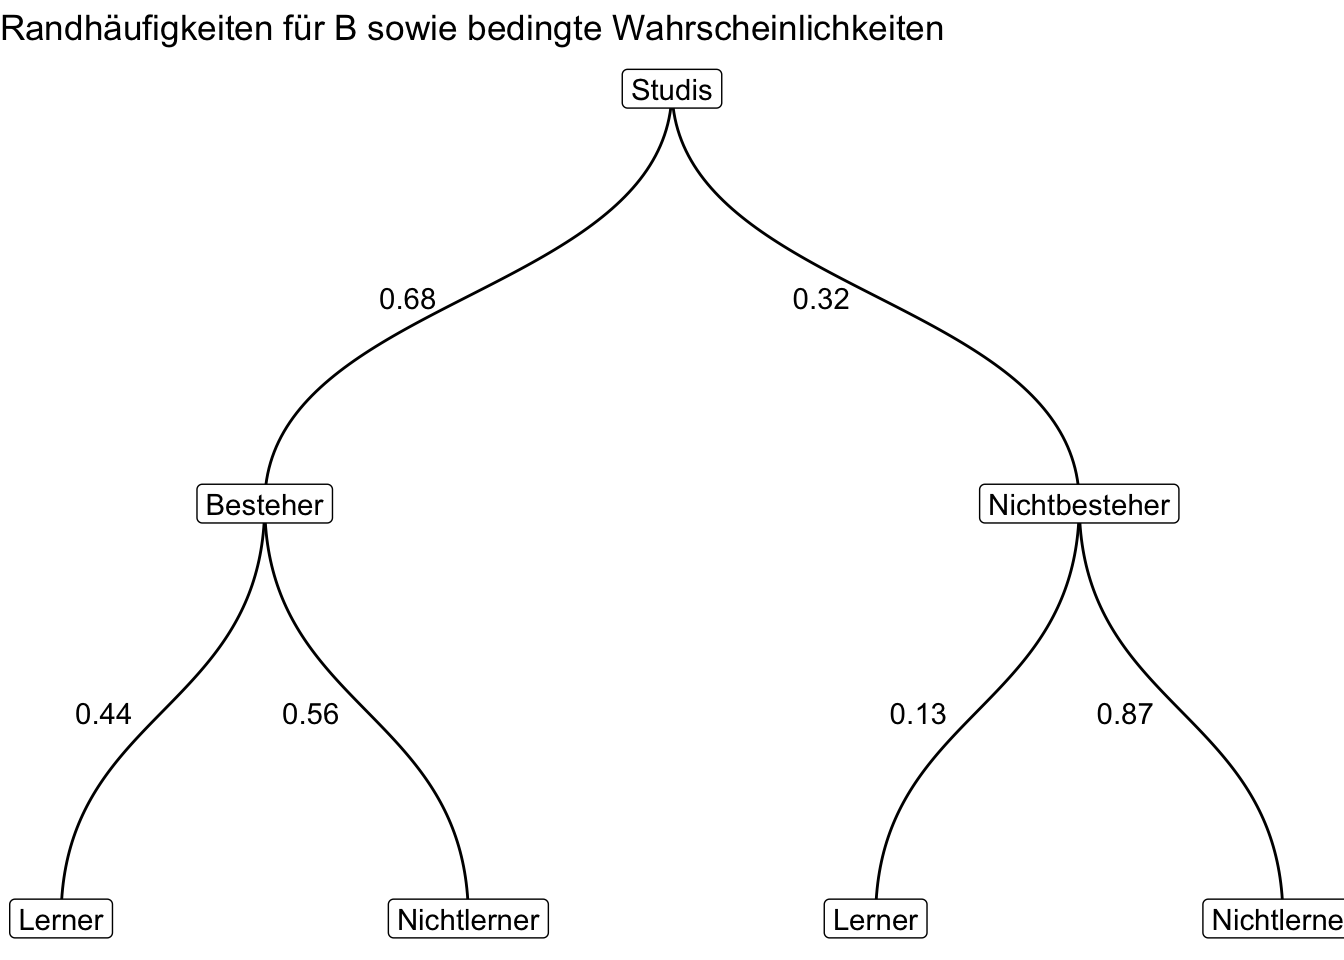 Randhäufigkeiten für B sowie bedingte Wahrscheinlichkeiten
Studis
0.68
0.32
Besteher
Nichtbesteher
0.44
0.56
0.13
0.87
Lerner
Nichtlerner
Lerner
Nichtlerne